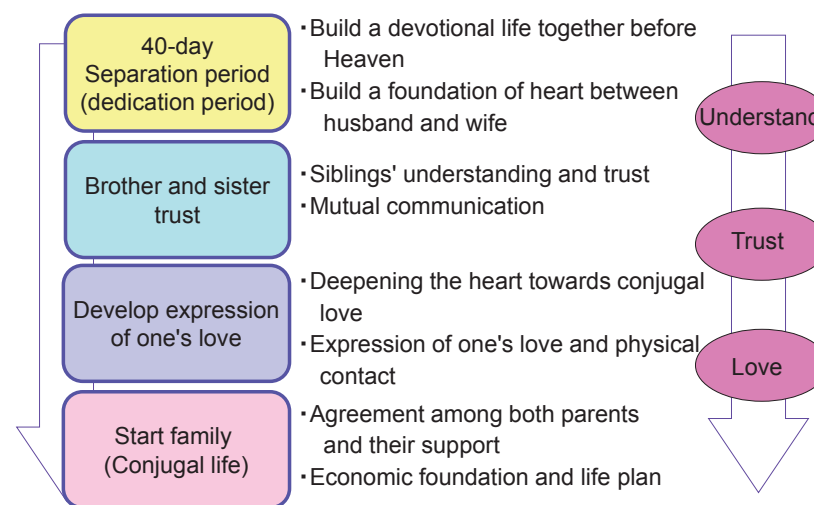 40-day
Separation period
(dedication period)
・Build a devotional life together before
Heaven
・Build a foundation of heart between
husband and wife
Understand
Brother and sister
trust
・Siblings' understanding and trust
・Mutual communication
Trust
Develop expression
of one's love
・Deepening the heart towards conjugal
love
・Expression of one's love and physical
contact
Love
Start family
(Conjugal life)
・Agreement among both parents
and their support
・Economic foundation and life plan